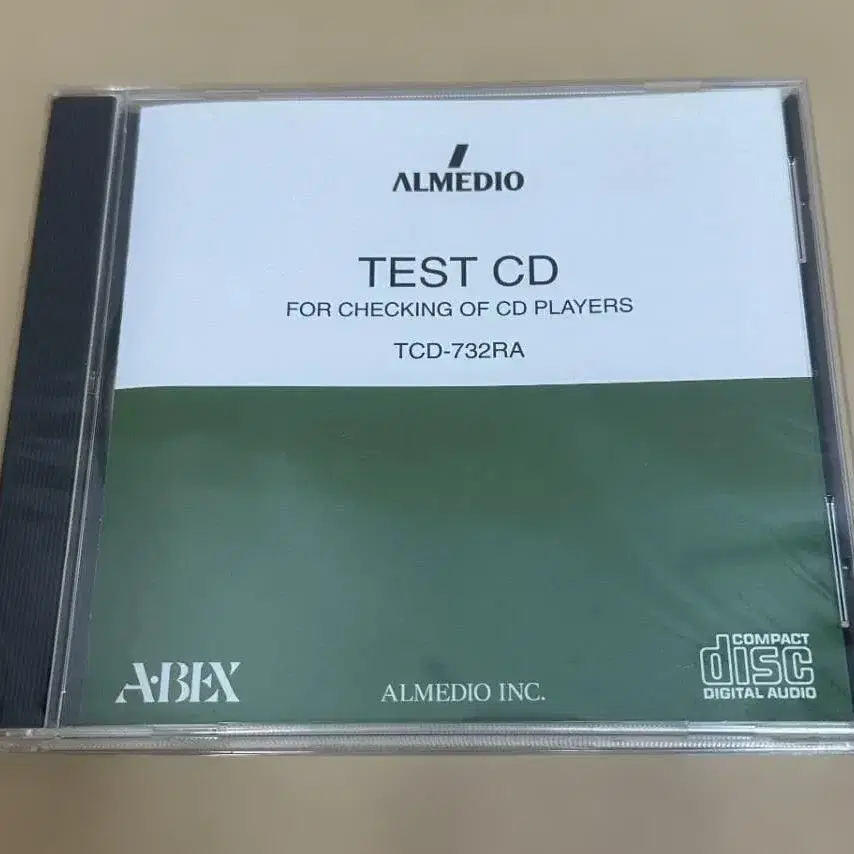 ALMEDIO
TEST CD
FOR CHECKING OF CD PLAYERS
TCD-732RA
A·BEX
ALMEDIO INC.
COMPACT
disc
DIGITAL AUDIO